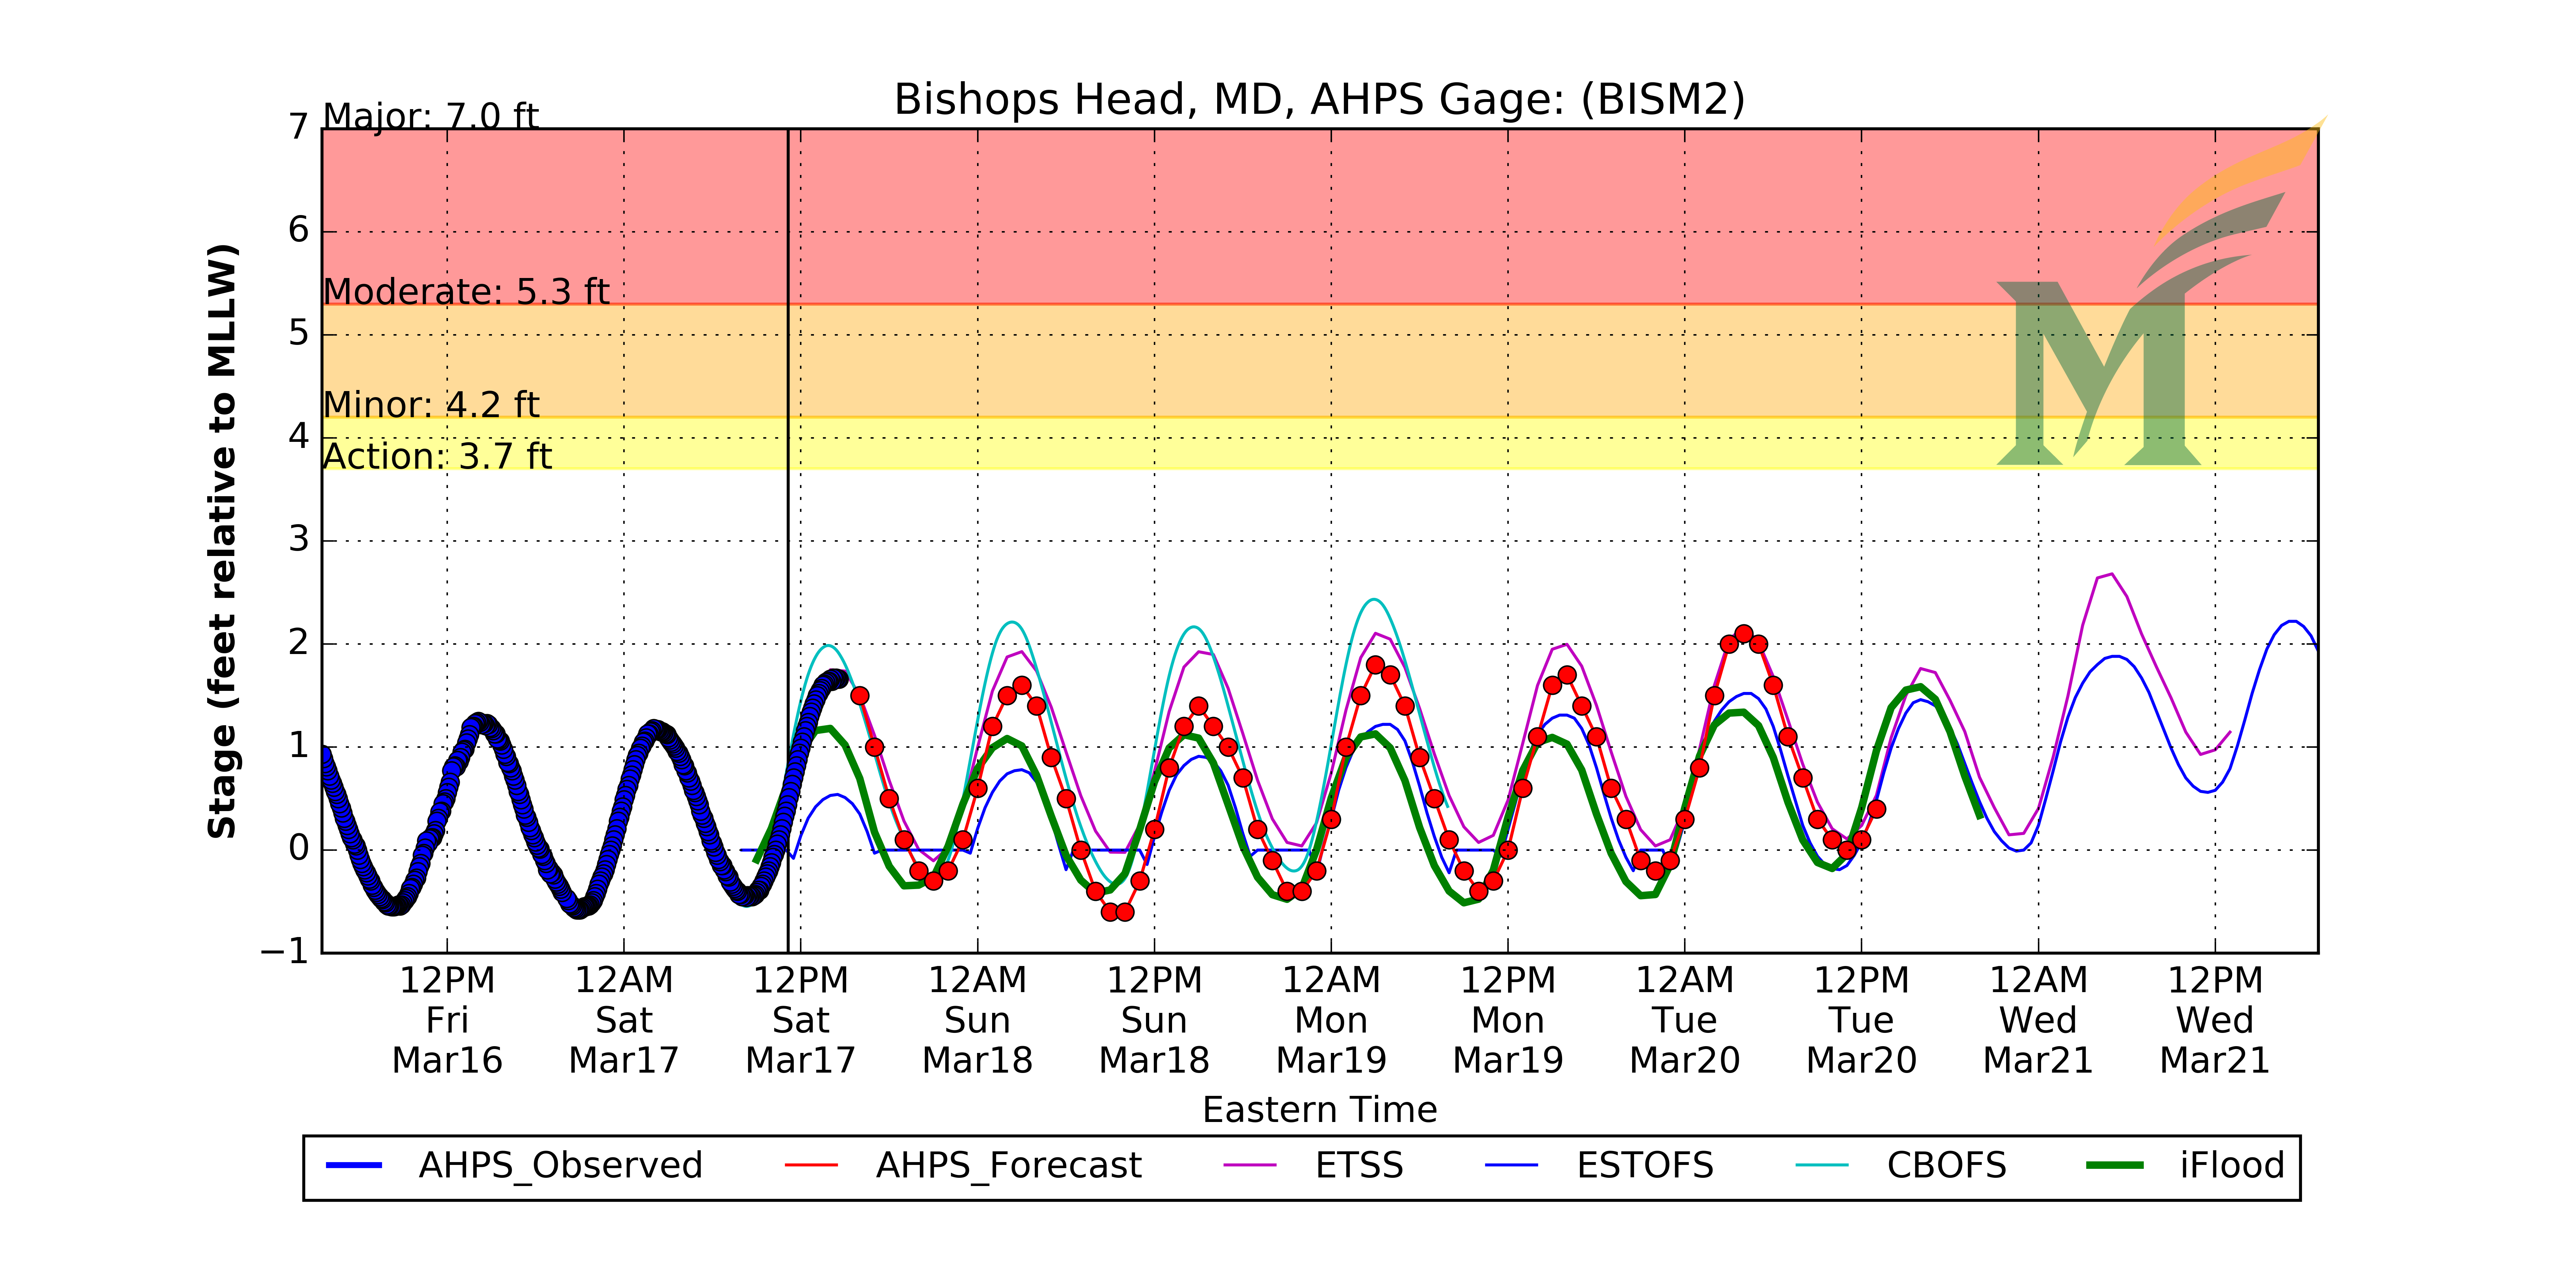 Bishops Head, MD, AHPS Gage: (BISM2)
Major: 7.0 ft
Moderate: 5.3 ft
Minor: 4.2 ft
Action: 3.7 ft
7
6
5
4
3
2
1
0
−1
Stage (feet relative to MLLW)
12PM 12AM 12PM 12AM 12PM 12AM 12PM 12AM 12PM 12AM 12PM
Fri Sat Sat Sun Sun Mon Mon Tue Tue Wed Wed
Mar16 Mar17 Mar17 Mar18 Mar18 Mar19 Mar19 Mar20 Mar20 Mar21 Mar21
Eastern Time
AHPS_Observed AHPS_Forecast ETSS ESTOFS CBOFS iFlood
M